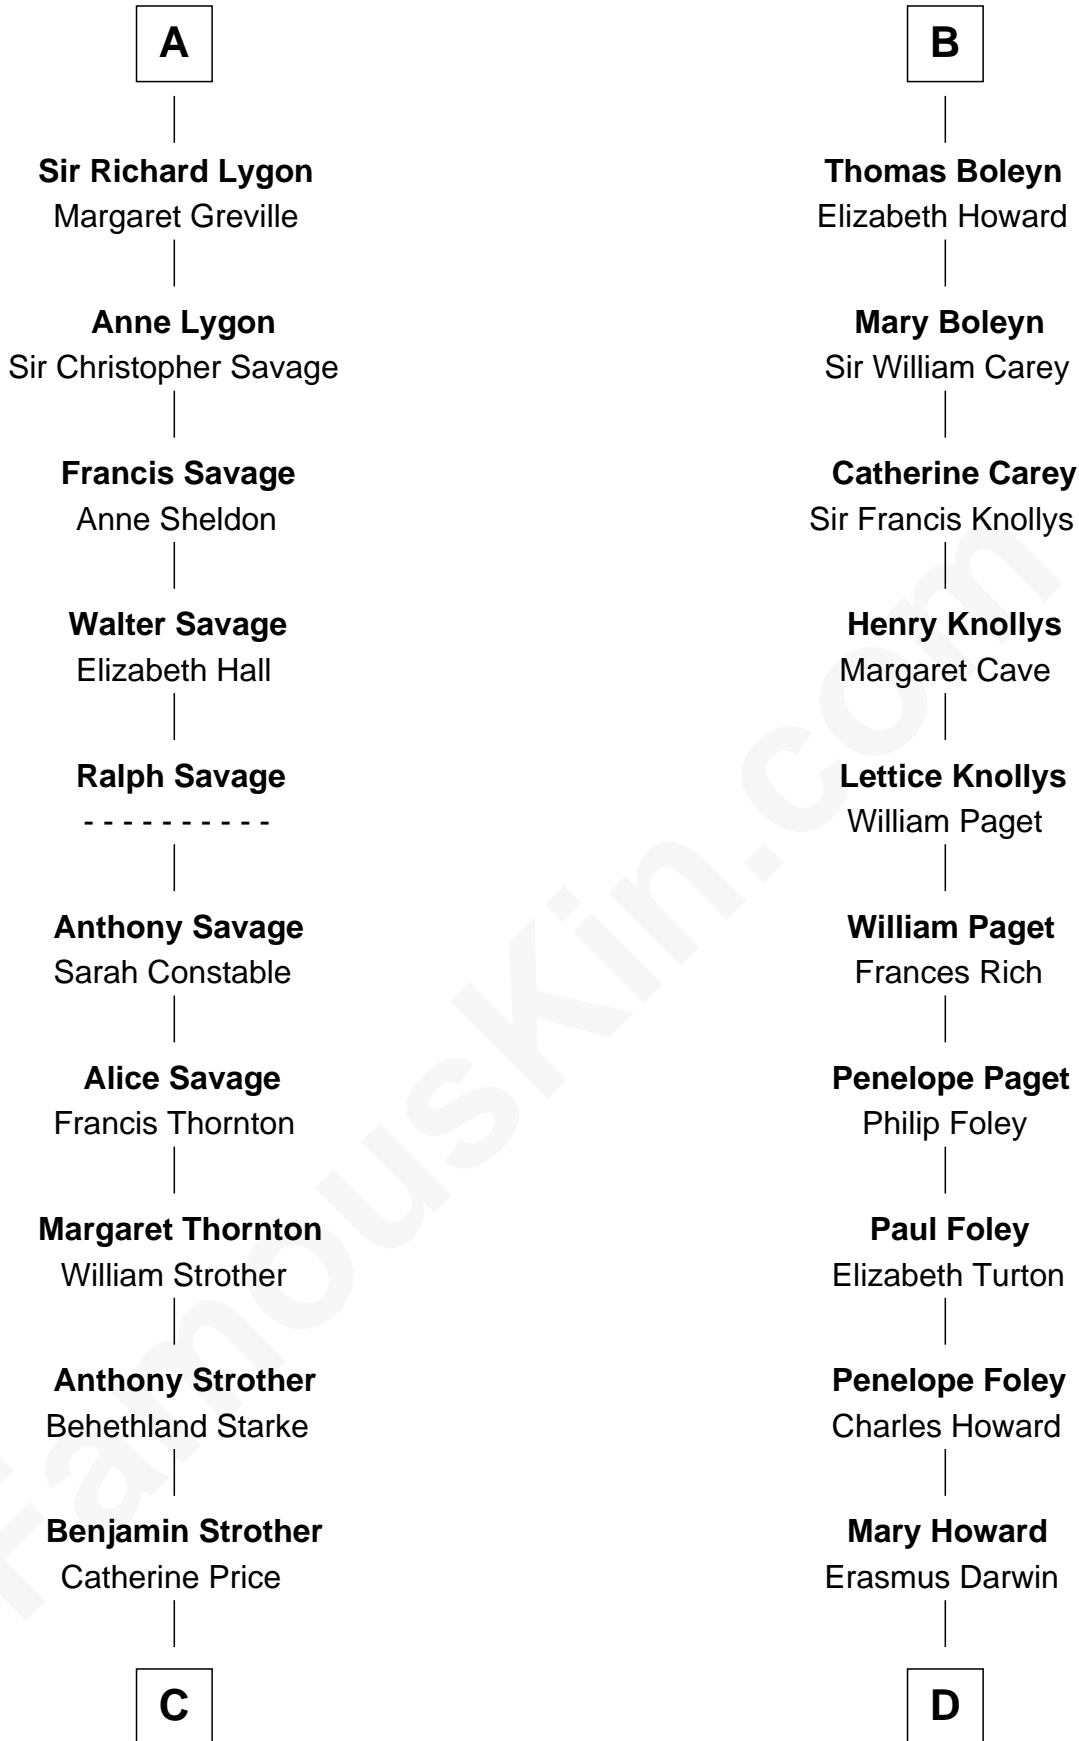 A
Sir Richard Lygon
Margaret Greville
Anne Lygon
Sir Christopher Savage
Francis Savage
Anne Sheldon
Walter Savage
Elizabeth Hall
Ralph Savage
- - - - - - - - - -
Anthony Savage
Sarah Constable
Alice Savage
Francis Thornton
Margaret Thornton
William Strother
Anthony Strother
Behethland Starke
Benjamin Strother
Catherine Price
C
B
Thomas Boleyn
Elizabeth Howard
Mary Boleyn
Sir William Carey
Catherine Carey
Sir Francis Knollys
Henry Knollys
Margaret Cave
Lettice Knollys
William Paget
William Paget
Frances Rich
Penelope Paget
Philip Foley
Paul Foley
Elizabeth Turton
Penelope Foley
Charles Howard
Mary Howard
Erasmus Darwin
D
FamousKin.com